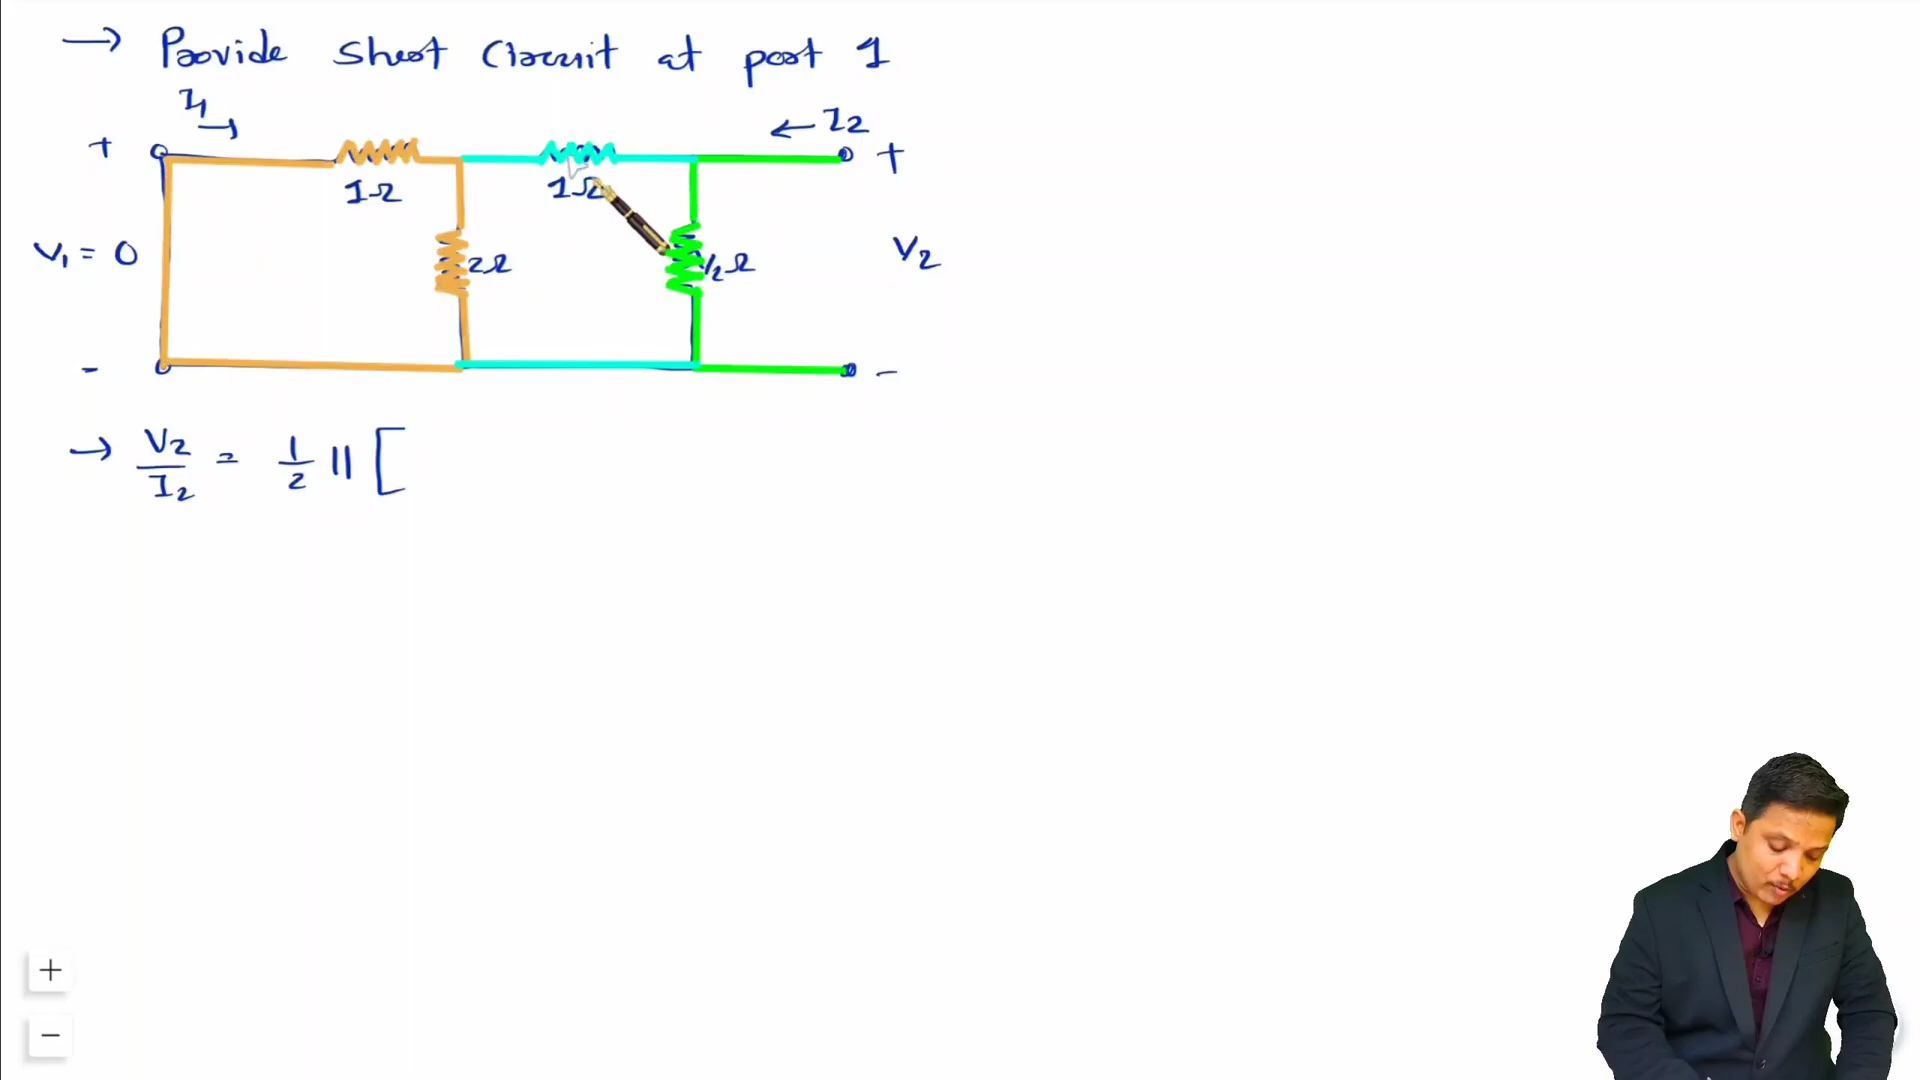 → Provide Short Circuit at port 1
I1 →
← I2
+ +
1Ω 1Ω
V1 = 0 2Ω 1/2Ω V2
- -
→ V2/I2 = 1/2 || [
+
-